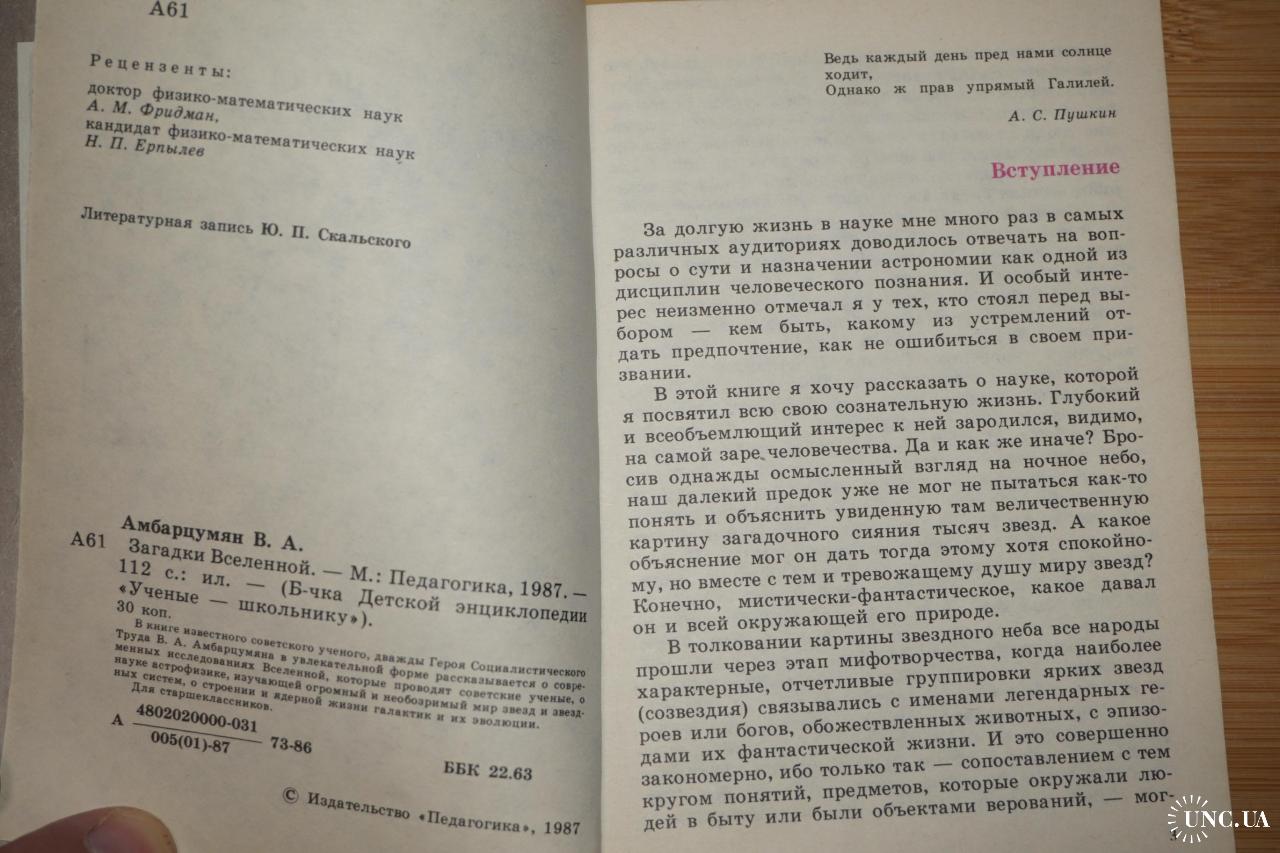 А61
Рецензенты:
доктор физико-математических наук
А. М. Фридман,
кандидат физико-математических наук
Н. П. Ерпылев
Литературная запись Ю. П. Скальского
Амбарцумян В. А.
А61 Загадки Вселенной. — М.: Педагогика, 1987. —
112 с.: ил. — (Б-чка Детской энциклопедии
«Ученые — школьнику»).
30 коп.
В книге известного советского ученого, дважды Героя Социалистического
Труда В. А. Амбарцумяна в увлекательной форме рассказывается о совре-
менных исследованиях Вселенной, которые проводят советские ученые, о
науке астрофизике, изучающей огромный и необозримый мир звезд и звезд-
ных систем, о строении и ядерной жизни галактик и их эволюции.
Для старшеклассников.
А 4802020000-031
005(01)-87 73-86
ББК 22.63
© Издательство «Педагогика», 1987
Ведь каждый день пред нами солнце
ходит,
Однако ж прав упрямый Галилей.
А. С. Пушкин
Вступление
За долгую жизнь в науке мне много раз в самых
различных аудиториях доводилось отвечать на воп-
росы о сути и назначении астрономии как одной из
дисциплин человеческого познания. И особый инте-
рес неизменно отмечал я у тех, кто стоял перед вы-
бором — кем быть, какому из устремлений от-
дать предпочтение, как не ошибиться в своем при-
звании.
В этой книге я хочу рассказать о науке, которой
я посвятил всю свою сознательную жизнь. Глубокий
и всеобъемлющий интерес к ней зародился, видимо,
на самой заре человечества. Да и как же иначе? Бро-
сив однажды осмысленный взгляд на ночное небо,
наш далекий предок уже не мог не пытаться как-то
понять и объяснить увиденную там величественную
картину загадочного сияния тысяч звезд. А какое
объяснение мог он дать тогда этому хотя спокойно-
му, но вместе с тем и тревожащему душу миру звезд?
Конечно, мистически-фантастическое, какое давал
он и всей окружающей его природе.
В толковании картины звездного неба все народы
прошли через этап мифотворчества, когда наиболее
характерные, отчетливые группировки ярких звезд
(созвездия) связывались с именами легендарных ге-
роев или богов, обожествленных животных, с эпизо-
дами их фантастической жизни. И это совершенно
закономерно, ибо только так — сопоставлением с тем
кругом понятий, предметов, которые окружали лю-
дей в быту или были объектами верований, — мог-
3
UNC.UA